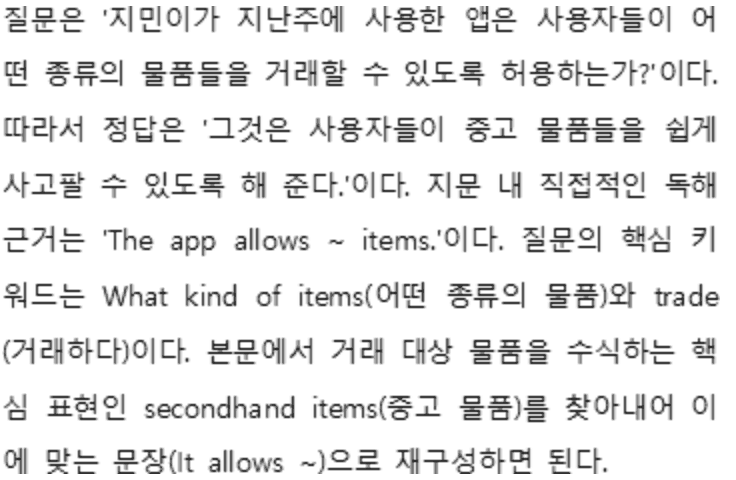 질문은 '지민이가 지난주에 사용한 앱은 사용자들이 어
떤 종류의 물품들을 거래할 수 있도록 허용하는가?'이다.
따라서 정답은 '그것은 사용자들이 중고 물품들을 쉽게
사고팔 수 있도록 해 준다.'이다. 지문 내 직접적인 독해
근거는 'The app allows ~ items.'이다. 질문의 핵심 키
워드는 What kind of items(어떤 종류의 물품)와 trade
(거래하다)이다. 본문에서 거래 대상 물품을 수식하는 핵
심 표현인 secondhand items(중고 물품)를 찾아내어 이
에 맞는 문장(It allows ~)으로 재구성하면 된다.